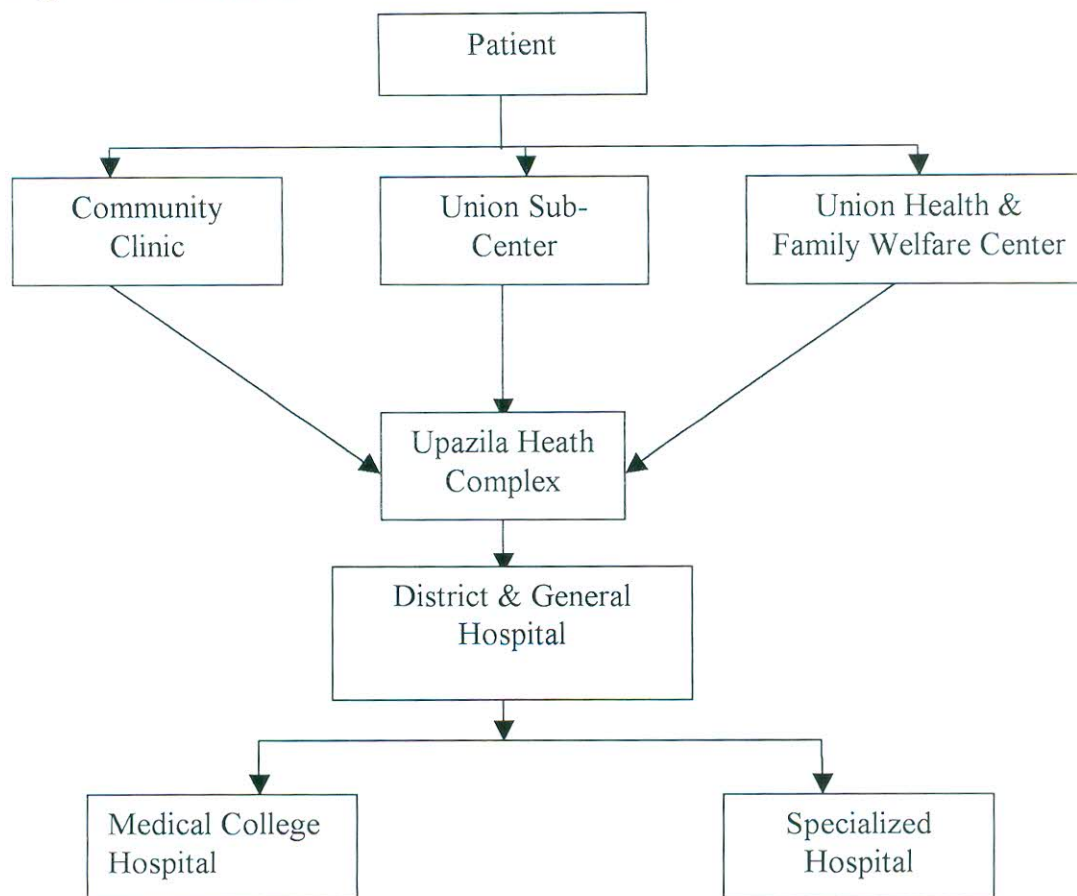 Patient
Community
Clinic
Union Sub-
Center
Union Health &
Family Welfare Center
Upazila Heath
Complex
District & General
Hospital
Medical College
Hospital
Specialized
Hospital